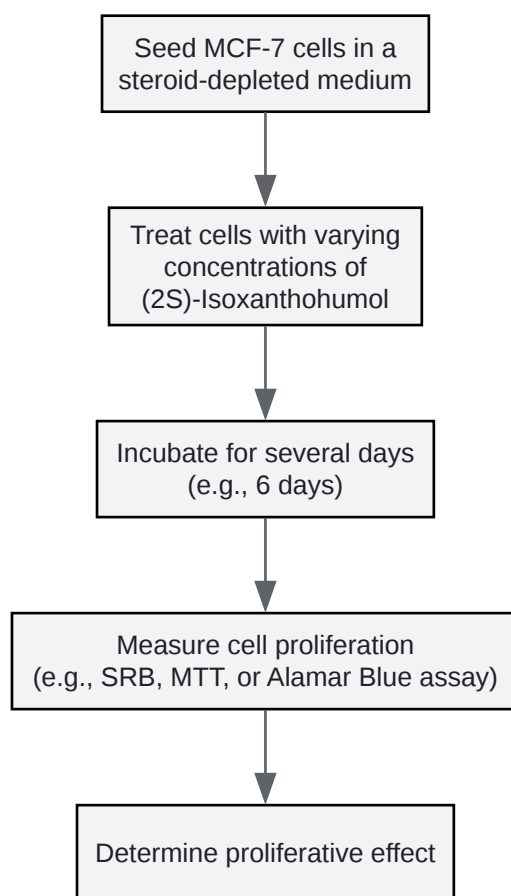 Seed MCF-7 cells in a
steroid-depleted medium
Treat cells with varying
concentrations of
(2S)-Isoxanthohumol
Incubate for several days
(e.g., 6 days)
Measure cell proliferation
(e.g., SRB, MTT, or Alamar Blue assay)
Determine proliferative effect